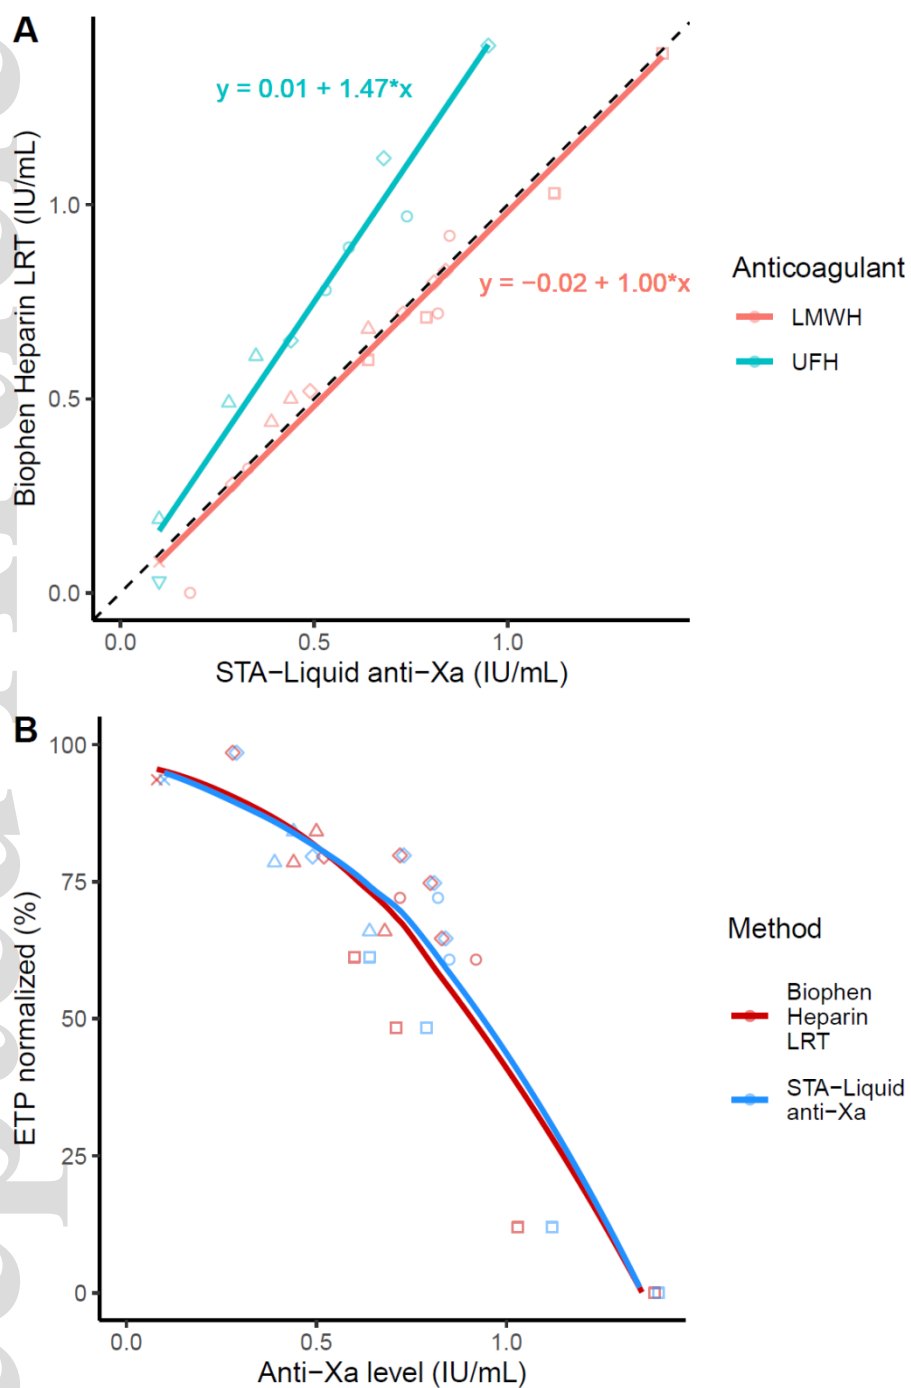 A
y = 0.01 + 1.47*x
y = −0.02 + 1.00*x
Biophen Heparin LRT (IU/mL)
1.0
0.5
0.0
0.0 0.5 1.0
STA−Liquid anti−Xa (IU/mL)
Anticoagulant
LMWH
UFH
B
ETP normalized (%)
100
75
50
25
0
0.0 0.5 1.0
Anti−Xa level (IU/mL)
Method
Biophen
Heparin
LRT
STA−Liquid
anti−Xa